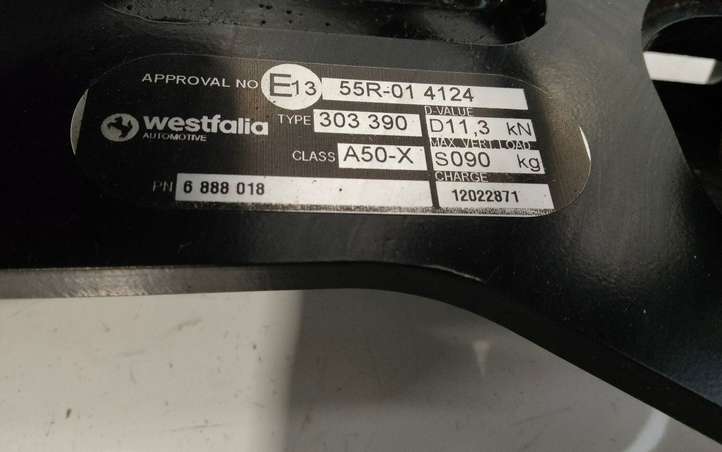 APPROVAL NO E13 55R-01 4124
westfalia
AUTOMOTIVE
TYPE 303 390
D-VALUE
D11,3 kN
CLASS A50-X
MAX VERT LOAD
S090 kg
PN 6 888 018
CHARGE
12022871